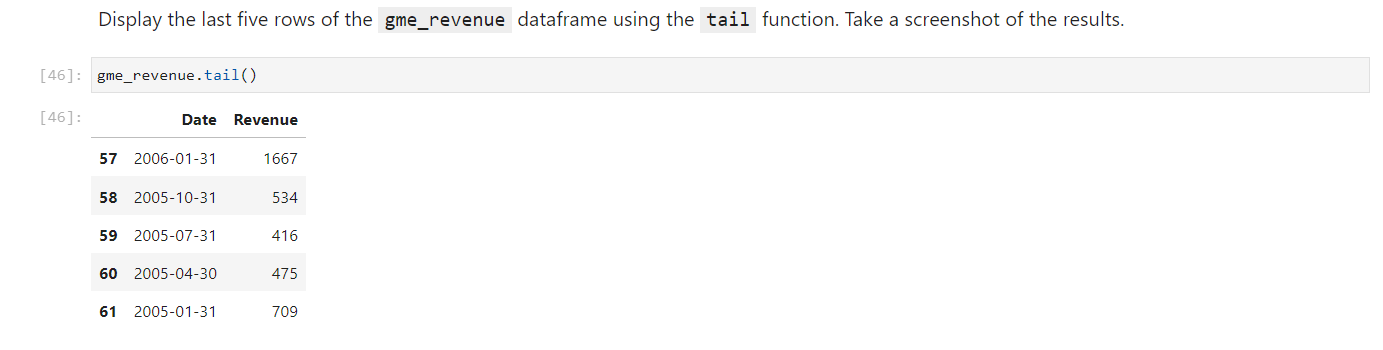 Display the last five rows of the gme_revenue dataframe using the tail function. Take a screenshot of the results.
[46]: gme_revenue.tail()
[46]: Date Revenue
57 2006-01-31 1667
58 2005-10-31 534
59 2005-07-31 416
60 2005-04-30 475
61 2005-01-31 709